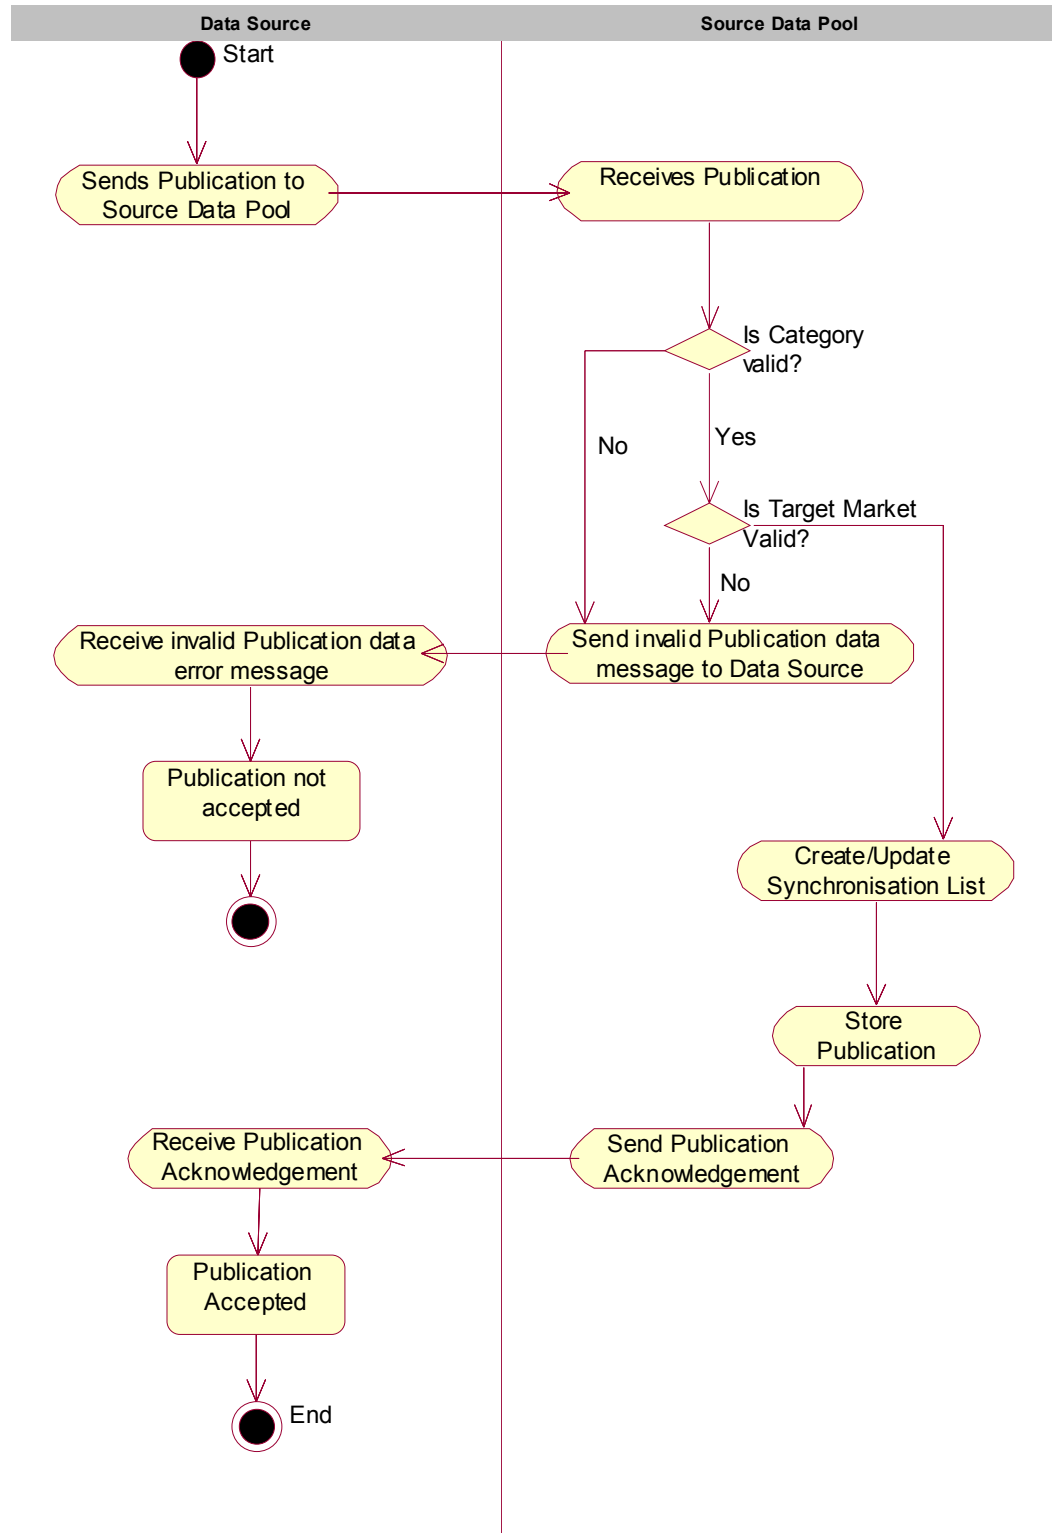 Data Source
Source Data Pool
Start
Sends Publication to
Source Data Pool
Receives Publication
Is Category
valid?
No
Yes
Is Target Market
Valid?
No
Receive invalid Publication data
error message
Send invalid Publication data
message to Data Source
Publication not
accepted
Create/Update
Synchronisation List
Store
Publication
Receive Publication
Acknowledgement
Send Publication
Acknowledgement
Publication
Accepted
End